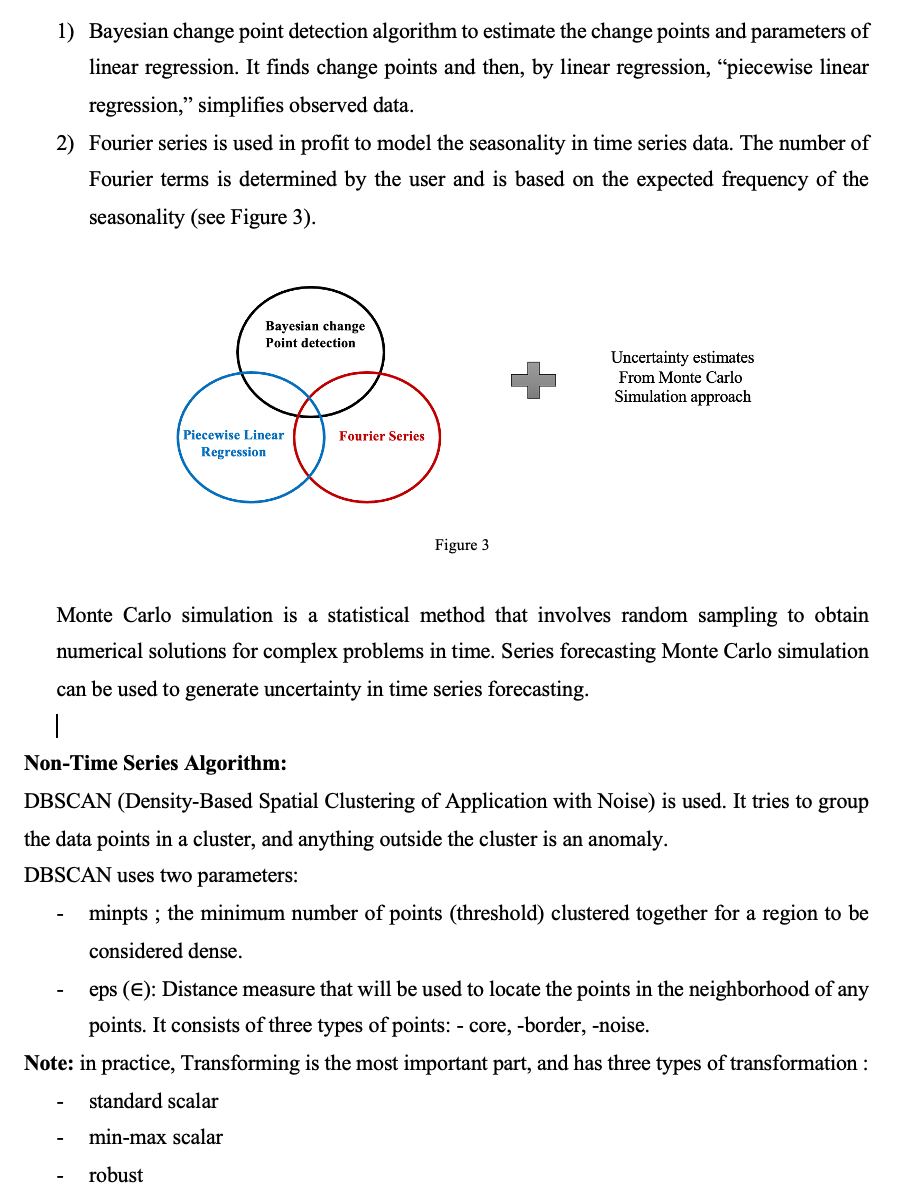 1) Bayesian change point detection algorithm to estimate the change points and parameters of
linear regression. It finds change points and then, by linear regression, “piecewise linear
regression,” simplifies observed data.
2) Fourier series is used in profit to model the seasonality in time series data. The number of
Fourier terms is determined by the user and is based on the expected frequency of the
seasonality (see Figure 3).
Bayesian change
Point detection
Piecewise Linear
Regression
Fourier Series
Uncertainty estimates
From Monte Carlo
Simulation approach
Figure 3
Monte Carlo simulation is a statistical method that involves random sampling to obtain
numerical solutions for complex problems in time. Series forecasting Monte Carlo simulation
can be used to generate uncertainty in time series forecasting.
Non-Time Series Algorithm:
DBSCAN (Density-Based Spatial Clustering of Application with Noise) is used. It tries to group
the data points in a cluster, and anything outside the cluster is an anomaly.
DBSCAN uses two parameters:
- minpts ; the minimum number of points (threshold) clustered together for a region to be
considered dense.
- eps (∈): Distance measure that will be used to locate the points in the neighborhood of any
points. It consists of three types of points: - core, -border, -noise.
Note: in practice, Transforming is the most important part, and has three types of transformation :
- standard scalar
- min-max scalar
- robust